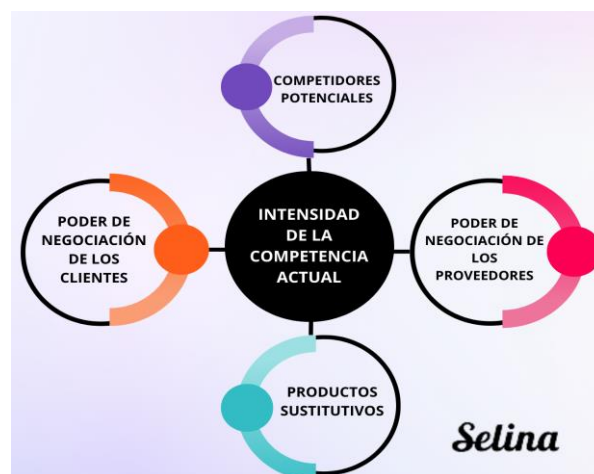 COMPETIDORES
POTENCIALES
PODER DE
NEGOCIACIÓN
DE LOS
CLIENTES
INTENSIDAD
DE LA
COMPETENCIA
ACTUAL
PODER DE
NEGOCIACIÓN DE
LOS
PROVEEDORES
PRODUCTOS
SUSTITUTIVOS
Selina